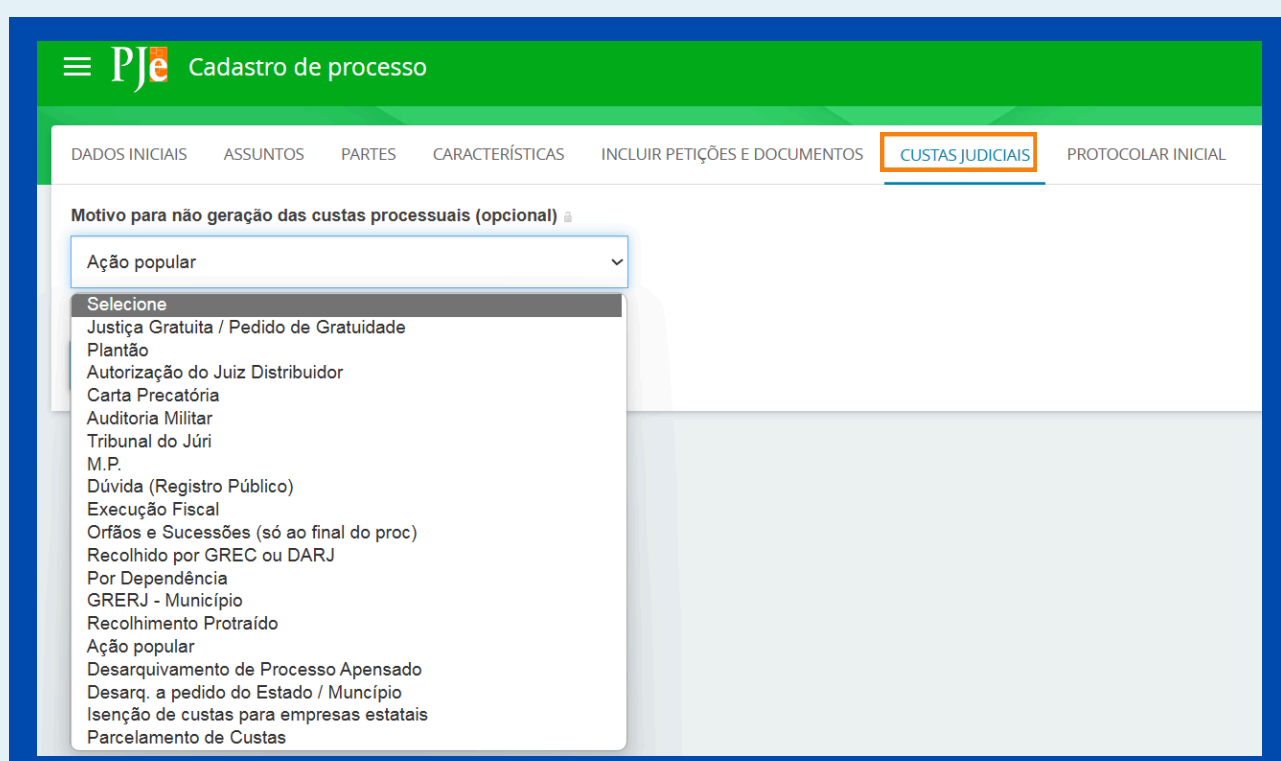 PJe Cadastro de processo
DADOS INICIAIS ASSUNTOS PARTES CARACTERÍSTICAS INCLUIR PETIÇÕES E DOCUMENTOS CUSTAS JUDICIAIS PROTOCOLAR INICIAL
Motivo para não geração das custas processuais (opcional)
Ação popular
Selecione
Justiça Gratuita / Pedido de Gratuidade
Plantão
Autorização do Juiz Distribuidor
Carta Precatória
Auditoria Militar
Tribunal do Júri
M.P.
Dúvida (Registro Público)
Execução Fiscal
Orfãos e Sucessões (só ao final do proc)
Recolhido por GREC ou DARJ
Por Dependência
GRERJ - Município
Recolhimento Protraído
Ação popular
Desarquivamento de Processo Apensado
Desarq. a pedido do Estado / Muncípio
Isenção de custas para empresas estatais
Parcelamento de Custas